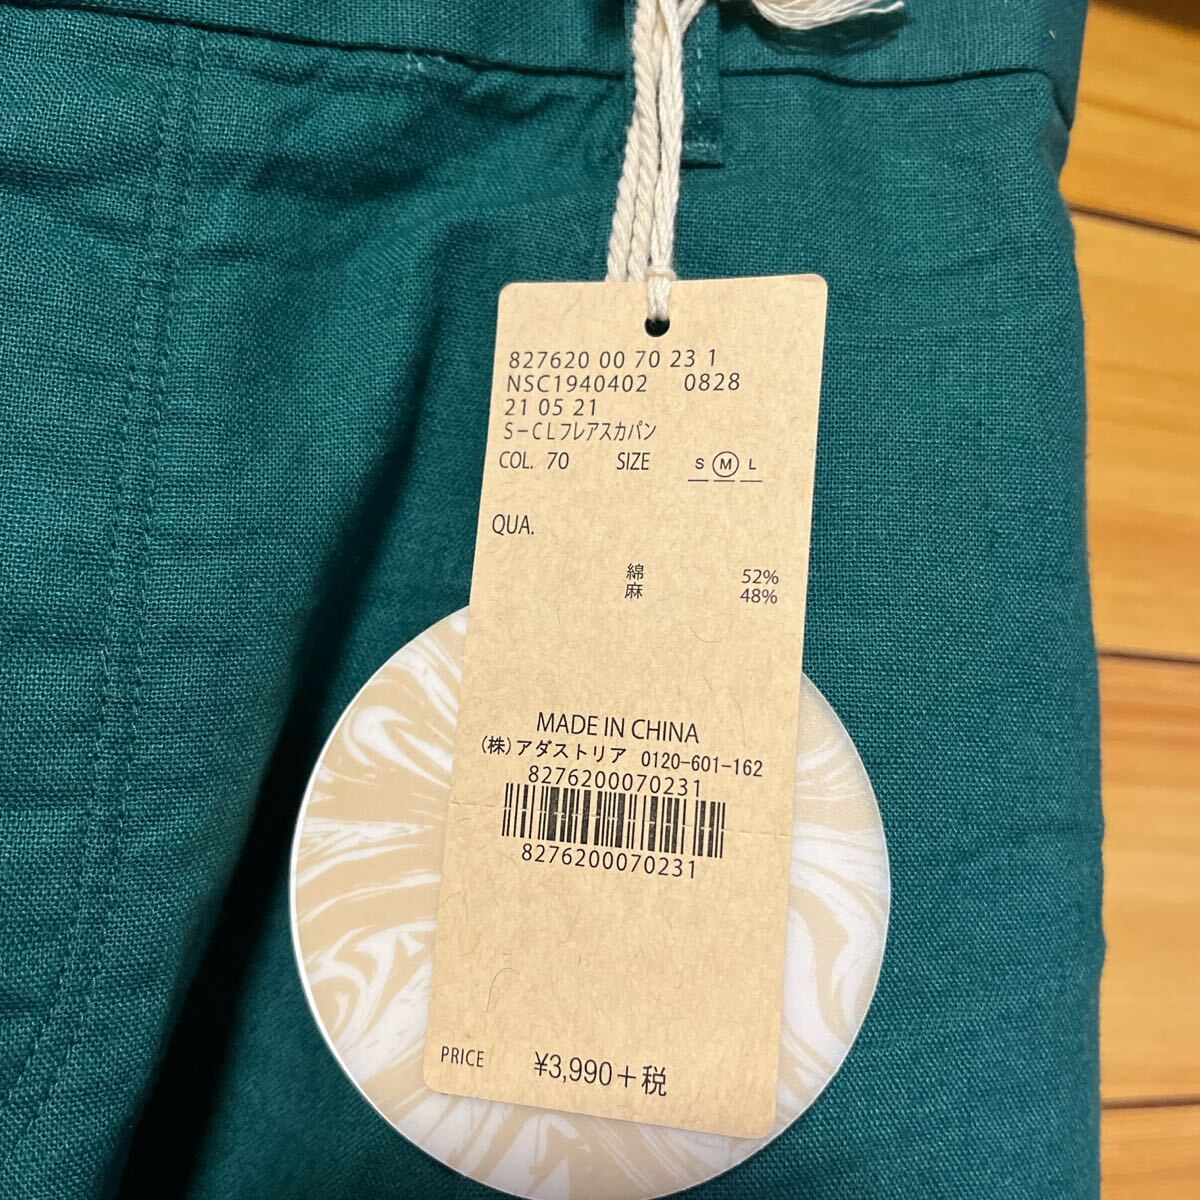 827620 00 70 23 1
NSC1940402 0828
21 05 21
S-CLフレアスカパン
COL. 70 SIZE S M L
QUA.
綿 52%
麻 48%
MADE IN CHINA
(株)アダストリア 0120-601-162
8276200070231
8276200070231
PRICE ¥3,990+税